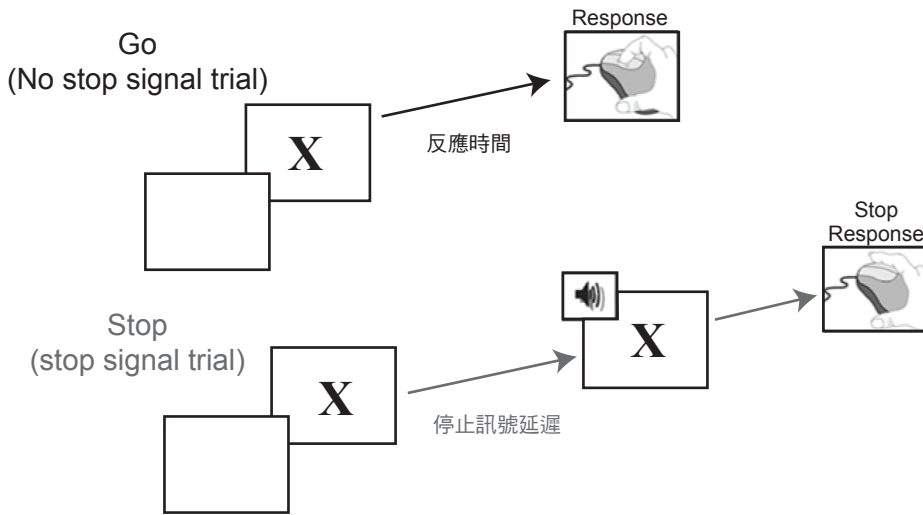 Go
(No stop signal trial)
X
反應時間
Response
Stop
(stop signal trial)
X
停止訊號延遲
X
Stop
Response